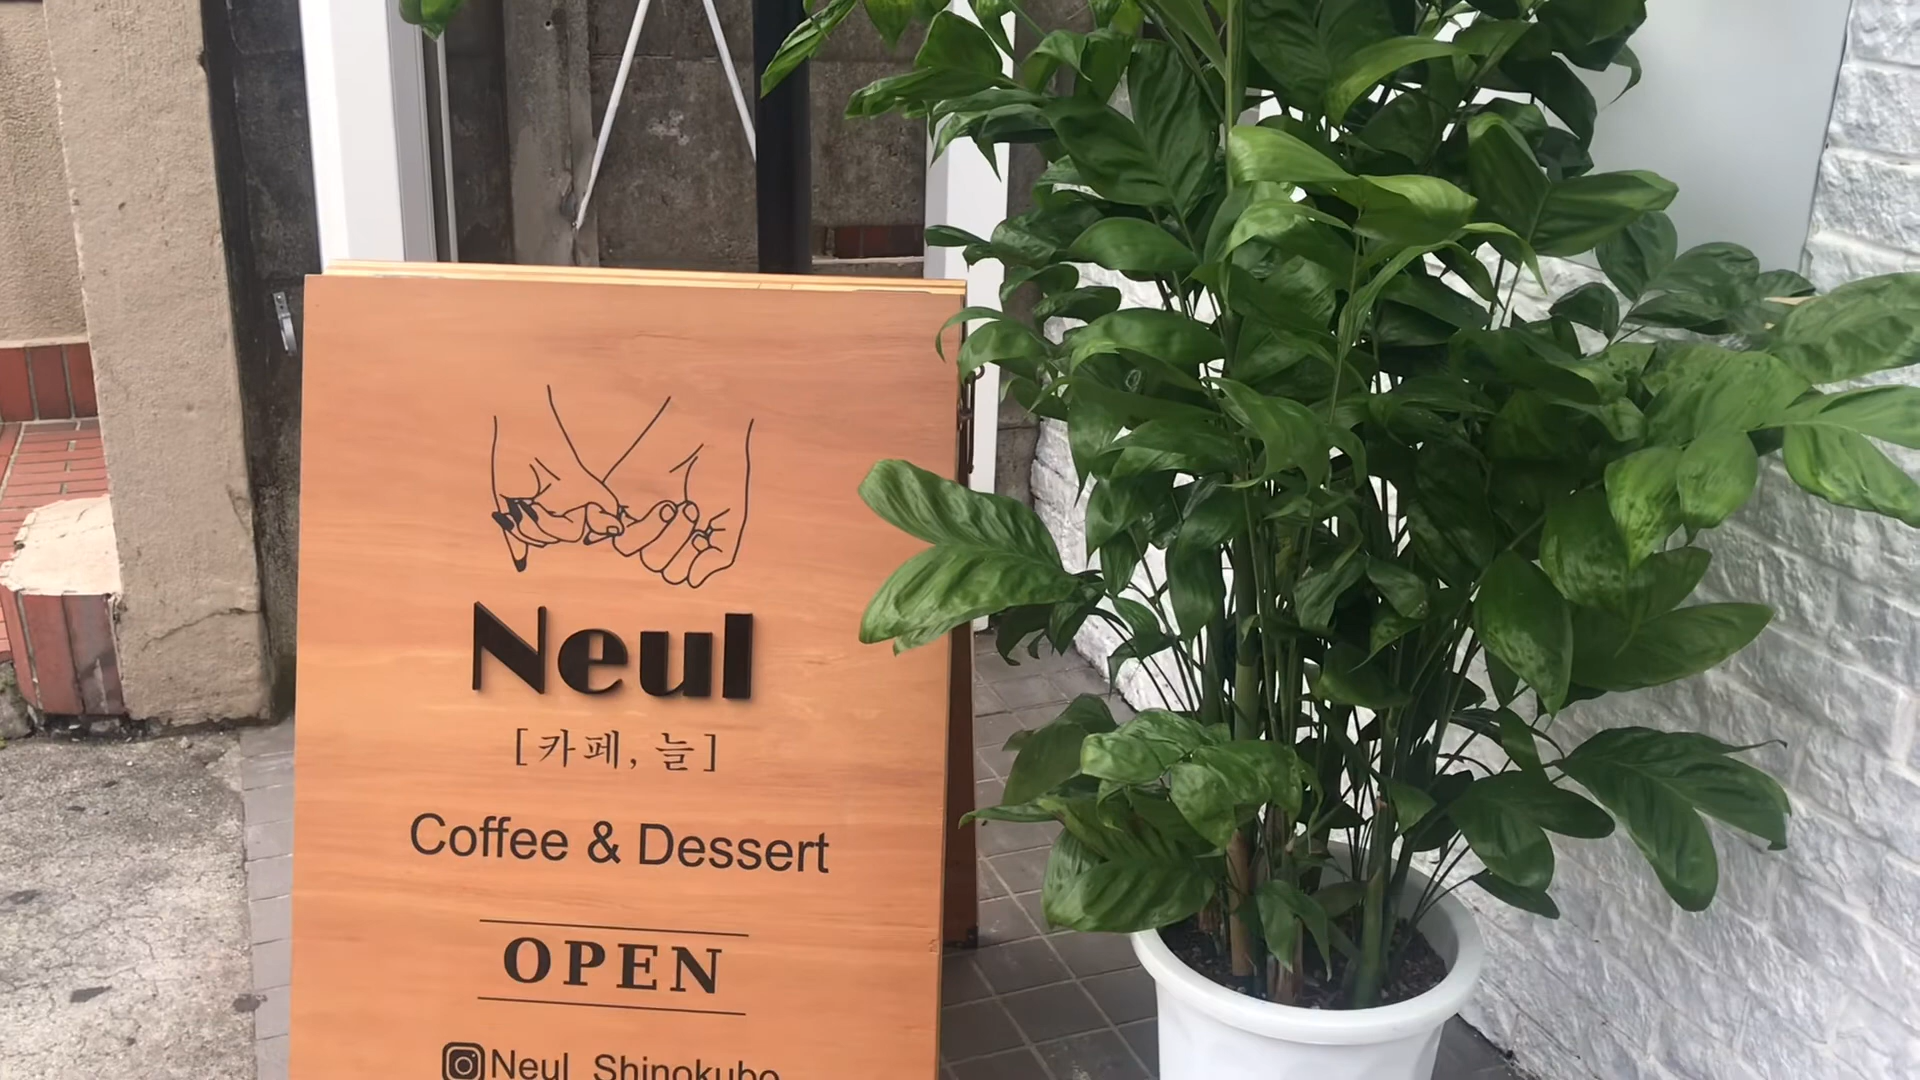 Neul
[카페, 늘]
Coffee & Dessert
OPEN
Neul_Shinokubo